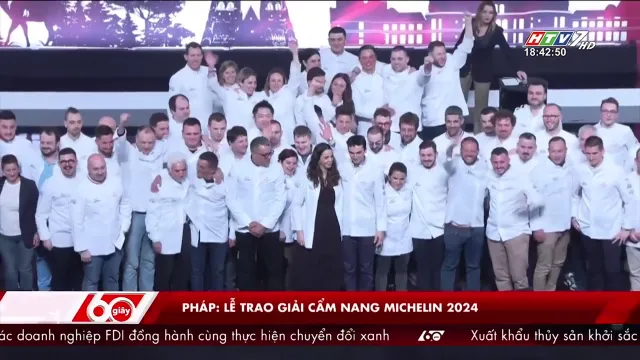 HTV7 HD
18:42:50
60 giây
PHÁP: LỄ TRAO GIẢI CẨM NANG MICHELIN 2024
ác doanh nghiệp FDI đồng hành cùng thực hiện chuyển đổi xanh
60
Xuất khẩu thủy sản khởi sắc